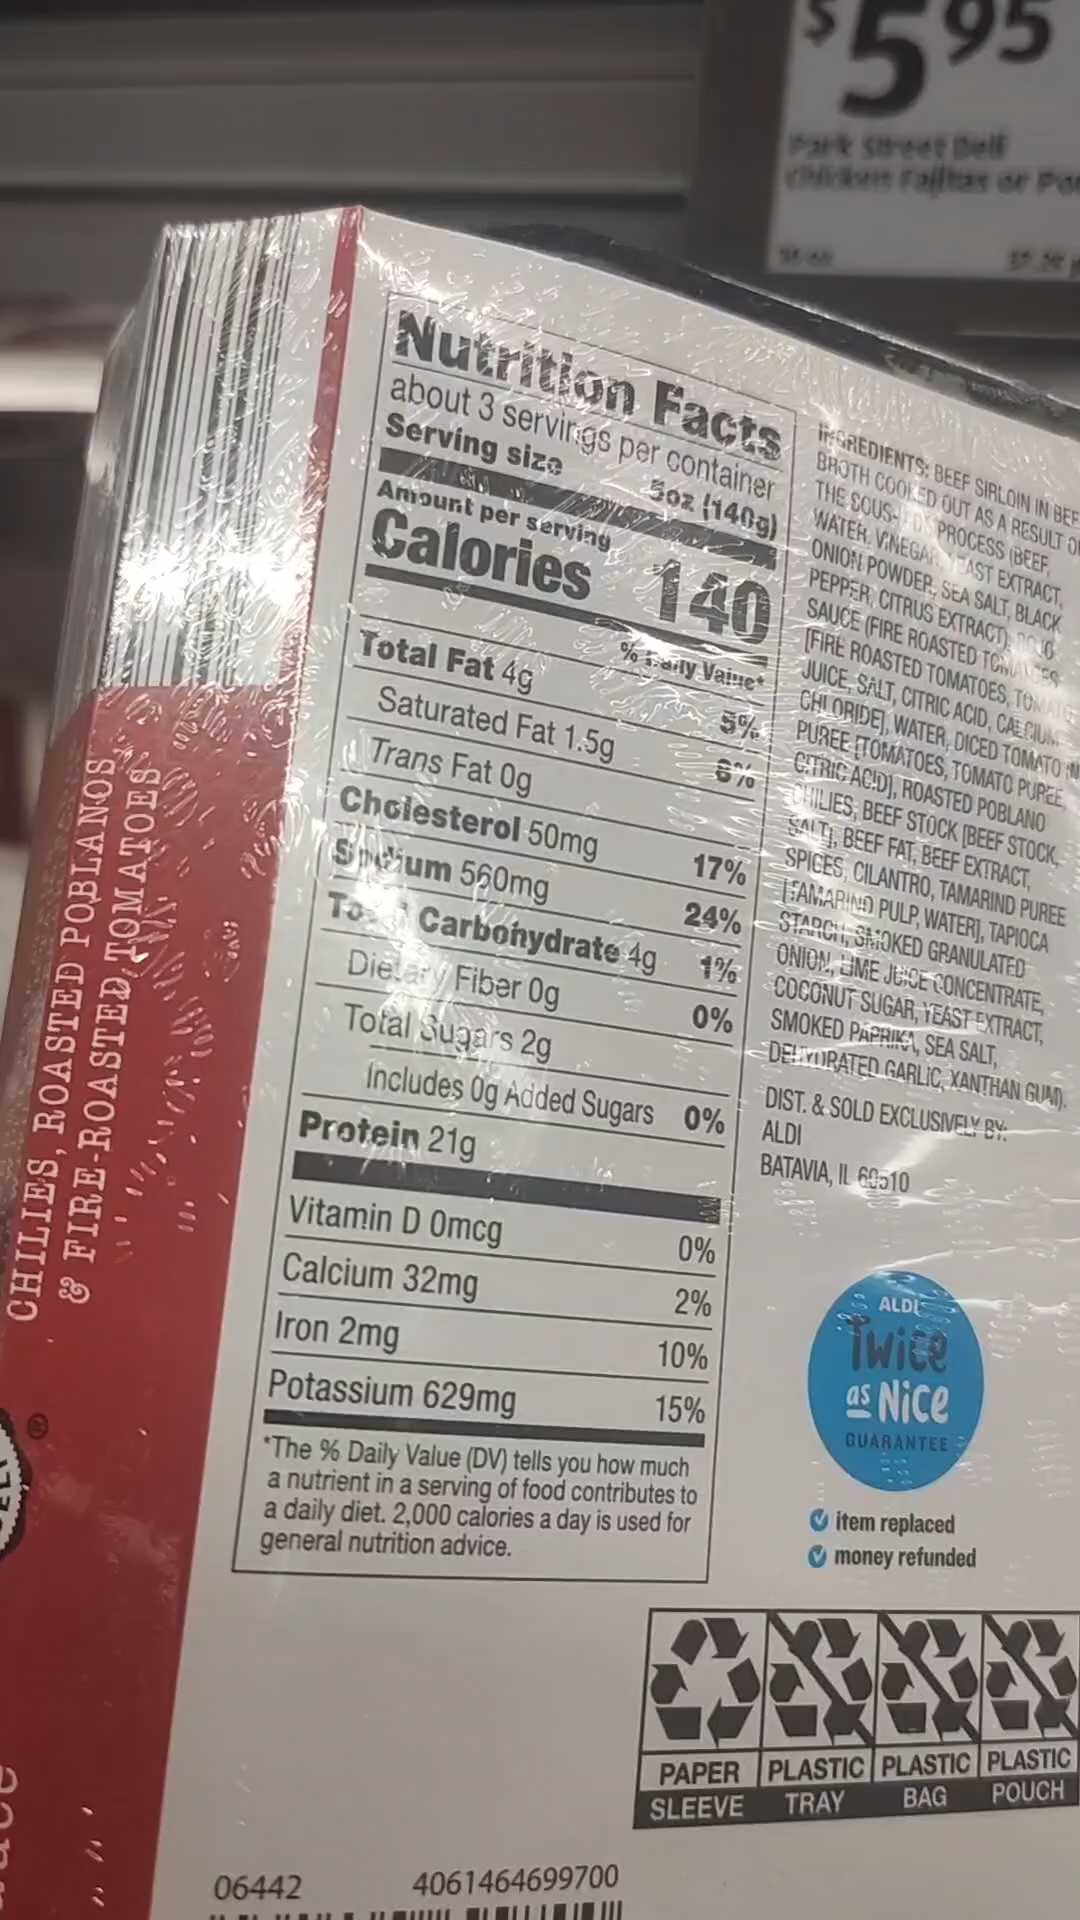 $5 95
Park Street Deli
Chicken Fajitas or
Nutrition Facts
about 3 servings per container
Serving size 5oz (140g)
Amount per serving
Calories 140
% Daily Value*
Total Fat 4g 5%
Saturated Fat 1.5g 8%
Trans Fat 0g
Cholesterol 50mg 17%
Sodium 560mg 24%
Total Carbohydrate 4g 1%
Dietary Fiber 0g 0%
Total Sugars 2g
Includes 0g Added Sugars 0%
Protein 21g
Vitamin D 0mcg 0%
Calcium 32mg 2%
Iron 2mg 10%
Potassium 629mg 15%
*The % Daily Value (DV) tells you how much
a nutrient in a serving of food contributes to
a daily diet. 2,000 calories a day is used for
general nutrition advice.
INGREDIENTS: BEEF SIRLOIN IN BEE
BROTH COOKED OUT AS A RESULT O
THE SOUS-VIDE PROCESS (BEEF,
WATER, VINEGAR, YEAST EXTRACT,
ONION POWDER, SEA SALT, BLACK
PEPPER, CITRUS EXTRACT),
SAUCE (FIRE ROASTED TOMATOES
[FIRE ROASTED TOMATOES, TOMATO
JUICE, SALT, CITRIC ACID, CALCIUM
CHLORIDE], WATER, DICED TOMATO IN
PUREE [TOMATOES, TOMATO PUREE,
CITRIC ACID], ROASTED POBLANO
CHILIES, BEEF STOCK [BEEF STOCK,
SALT], BEEF FAT, BEEF EXTRACT,
SPICES, CILANTRO, TAMARIND PUREE
[TAMARIND PULP, WATER], TAPIOCA
STARCH, SMOKED GRANULATED
ONION, LIME JUICE CONCENTRATE,
COCONUT SUGAR, YEAST EXTRACT,
SMOKED PAPRIKA, SEA SALT,
DEHYDRATED GARLIC, XANTHAN GUM).
DIST. & SOLD EXCLUSIVELY BY:
ALDI
BATAVIA, IL 60510
ALDI
Twice
as Nice
GUARANTEE
item replaced
money refunded
PAPER PLASTIC PLASTIC PLASTIC
SLEEVE TRAY BAG POUCH
06442 4061464699700
CHILIES, ROASTED POBLANOS
& FIRE-ROASTED TOMATOES
®